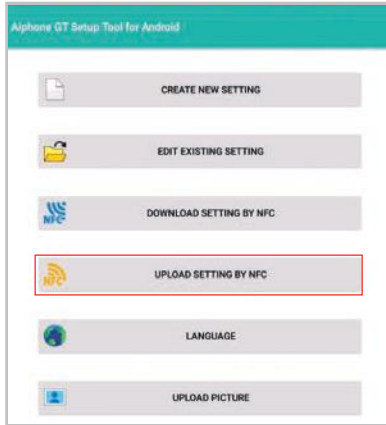 Aiphone GT Setup Tool for Android
CREATE NEW SETTING
EDIT EXISTING SETTING
NFC
DOWNLOAD SETTING BY NFC
NFC
UPLOAD SETTING BY NFC
LANGUAGE
UPLOAD PICTURE